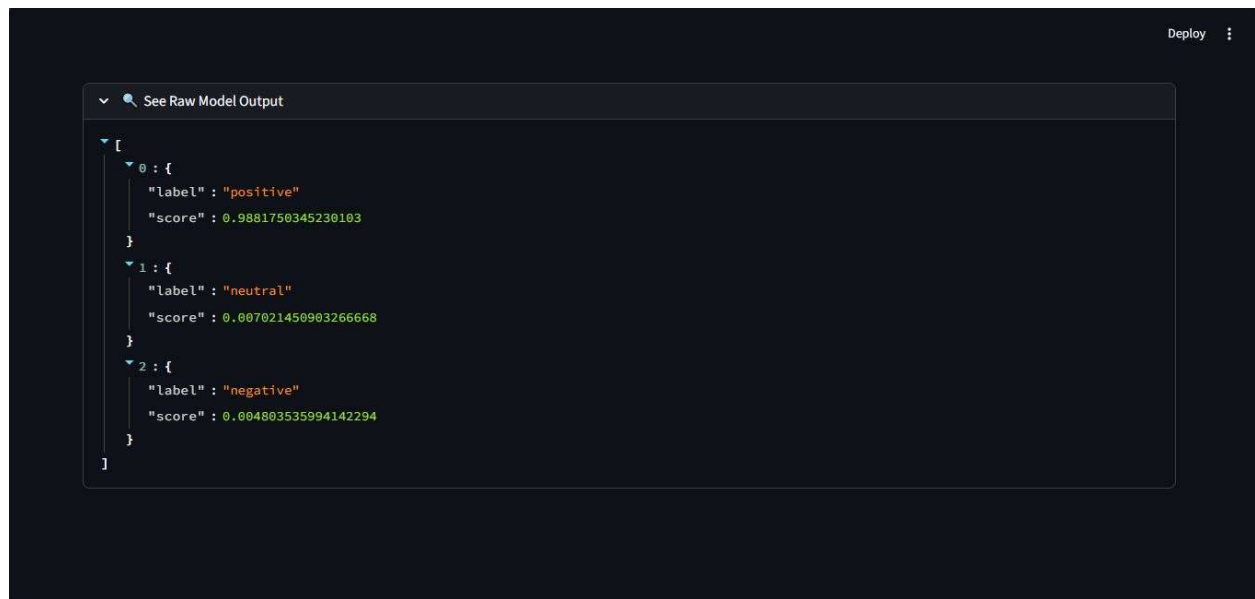 Deploy
See Raw Model Output
[
0 : {
"label" : "positive"
"score" : 0.9881750345230103
}
1 : {
"label" : "neutral"
"score" : 0.007021450903266668
}
2 : {
"label" : "negative"
"score" : 0.004803535994142294
}
]